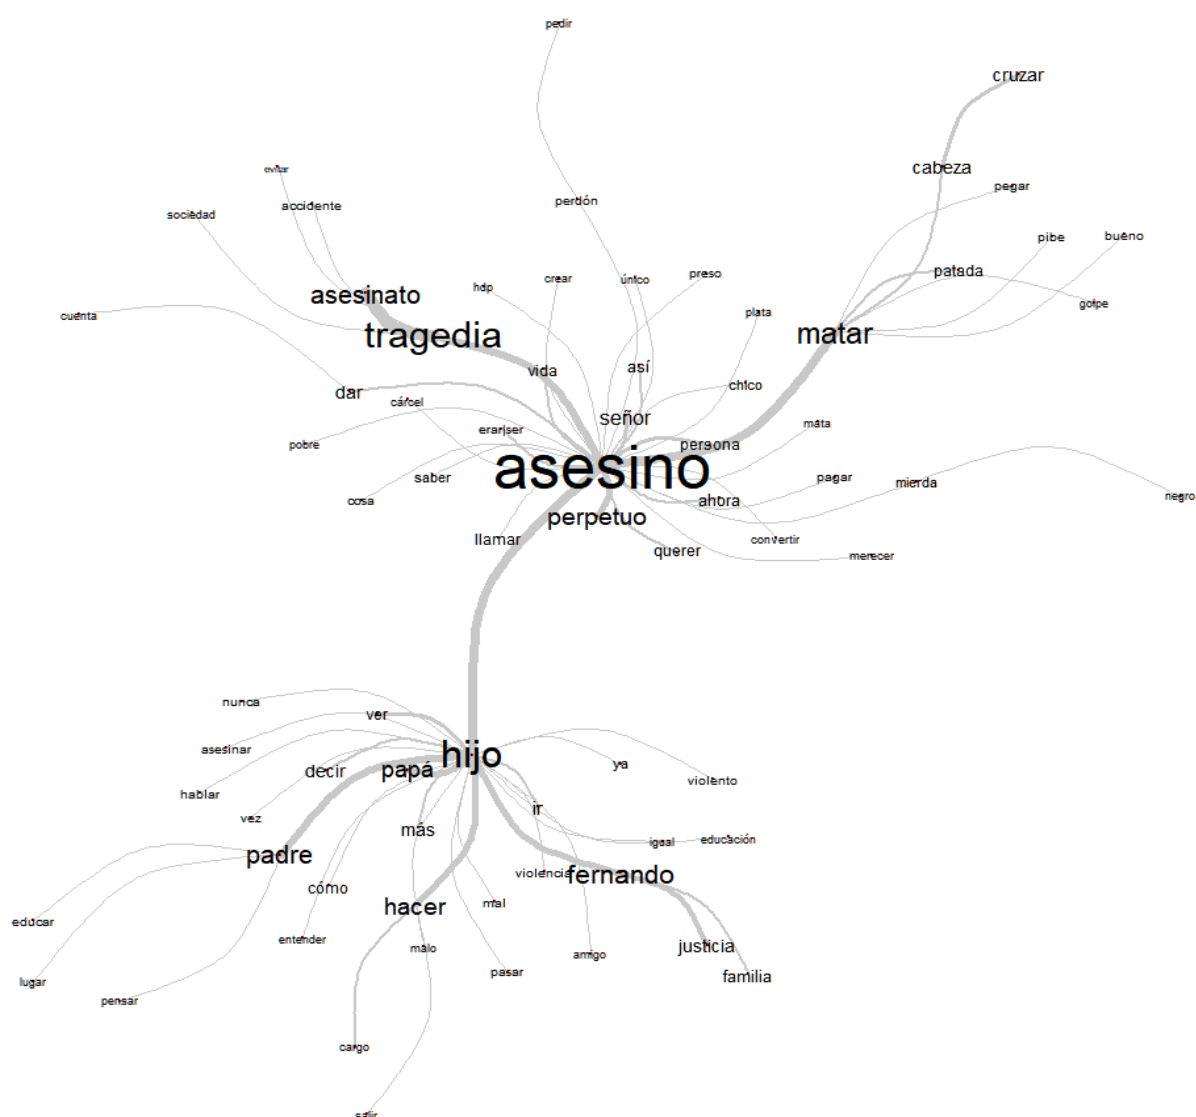 pedir
cruzar
cabeza
evitar
pegar
accidente
perdón
sociedad
pibe
bueno
patada
preso
crear
único
hdp
asesinato
golpe
cuenta
plata
tragedia
matar
vida
así
chico
dar
cárcel
señor
mata
erar|ser
pobre
persona
asesino
saber
pagar
mierda
negro
cosa
ahora
perpetuo
llamar
convertir
querer
merecer
nunca
ver
asesinar
hijo
ya
decir
papá
violento
hablar
ir
vez
más
igual
educación
padre
violencia
fernando
cómo
hacer
mal
educar
entender
malo
justicia
amigo
pasar
familia
lugar
pensar
cargo
salir